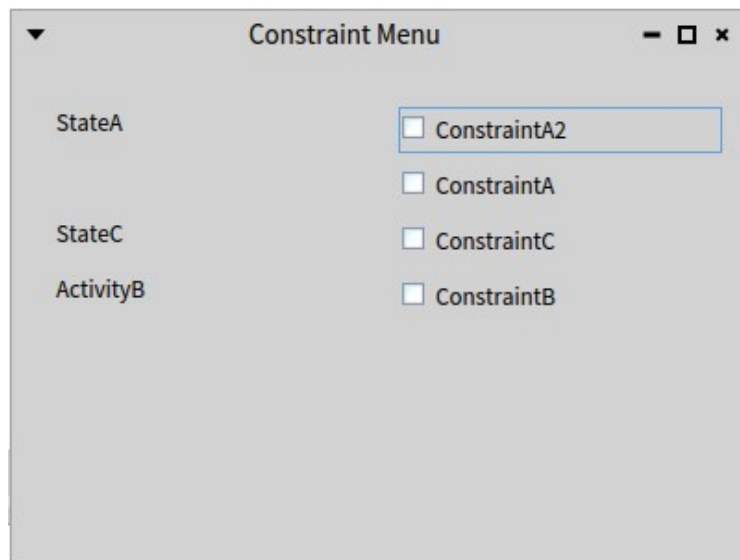 Constraint Menu
StateA ConstraintA2
ConstraintA
StateC ConstraintC
ActivityB ConstraintB